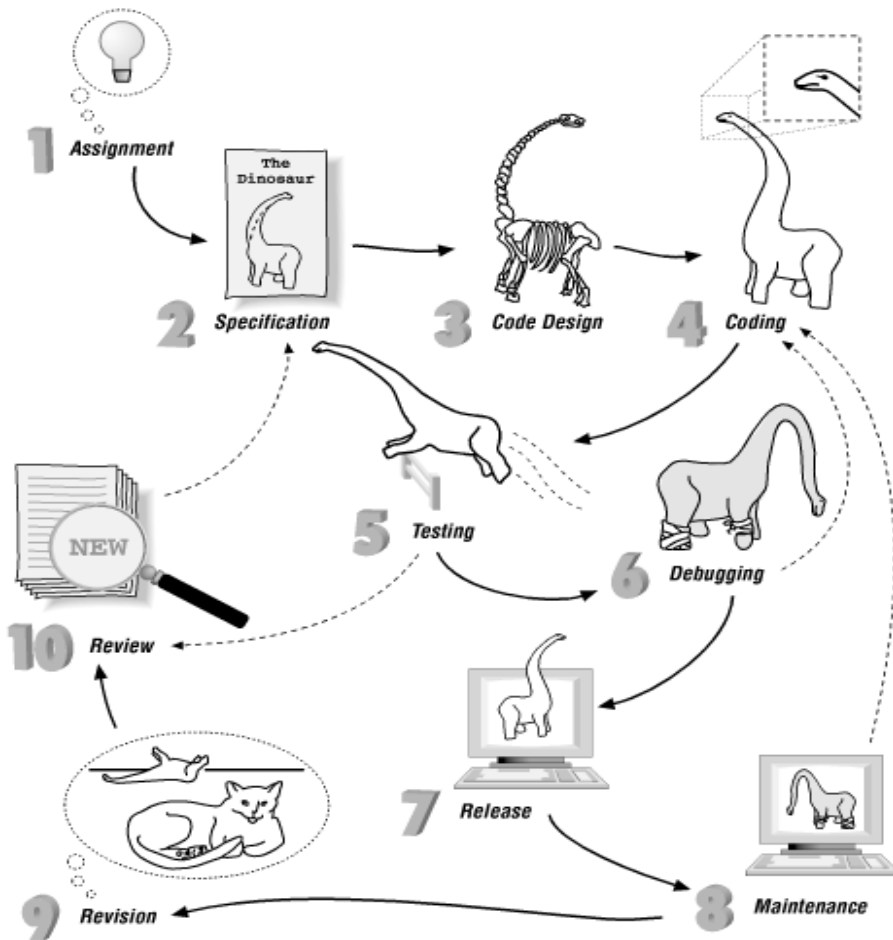 1 Assignment
The
Dinosaur
2 Specification
3 Code Design
4 Coding
5 Testing
6 Debugging
NEW
10 Review
7 Release
8 Maintenance
9 Revision